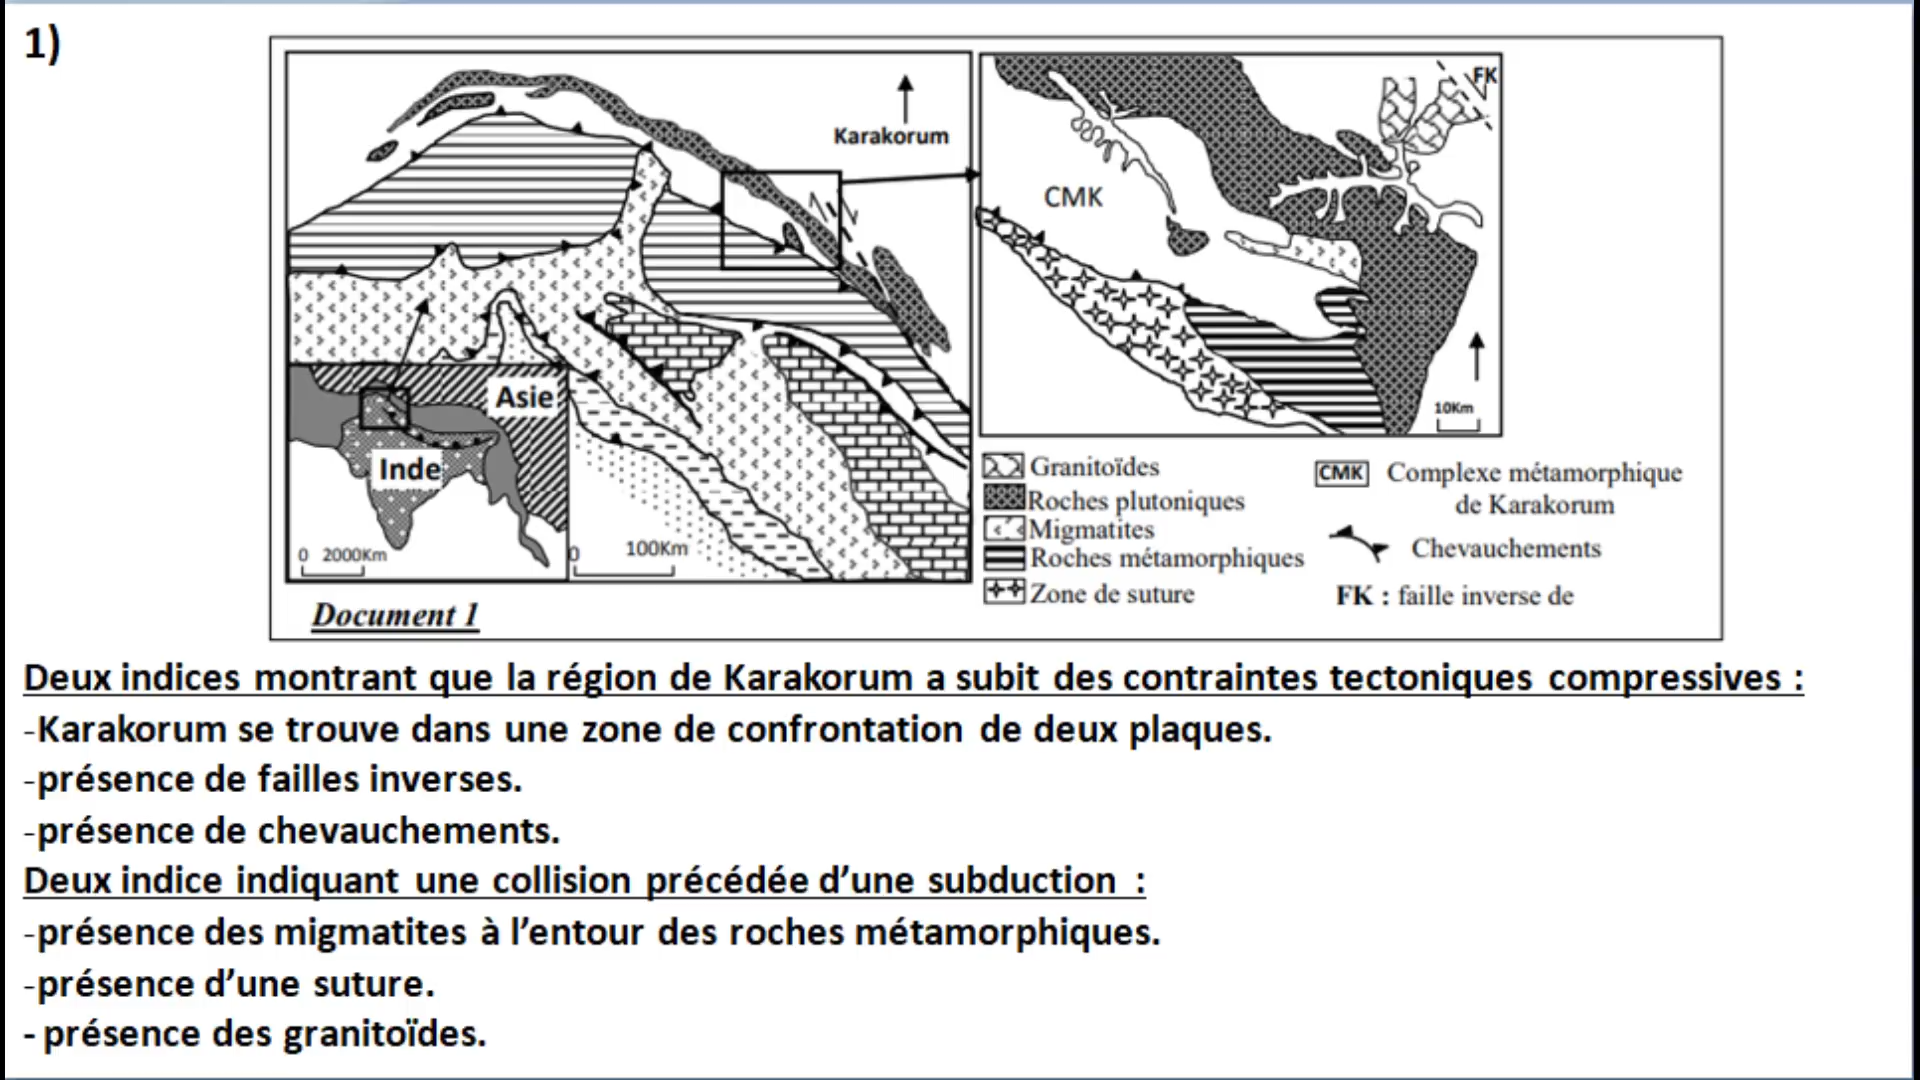 1)
Karakorum
FK
CMK
Asie
Inde
0 2000Km
0 100Km
10Km
Document 1
Granitoïdes
Roches plutoniques
Migmatites
Roches métamorphiques
Zone de suture
CMK Complexe métamorphique
de Karakorum
Chevauchements
FK : faille inverse de
Deux indices montrant que la région de Karakorum a subit des contraintes tectoniques compressives :
-Karakorum se trouve dans une zone de confrontation de deux plaques.
-présence de failles inverses.
-présence de chevauchements.
Deux indice indiquant une collision précédée d’une subduction :
-présence des migmatites à l’entour des roches métamorphiques.
-présence d’une suture.
- présence des granitoïdes.